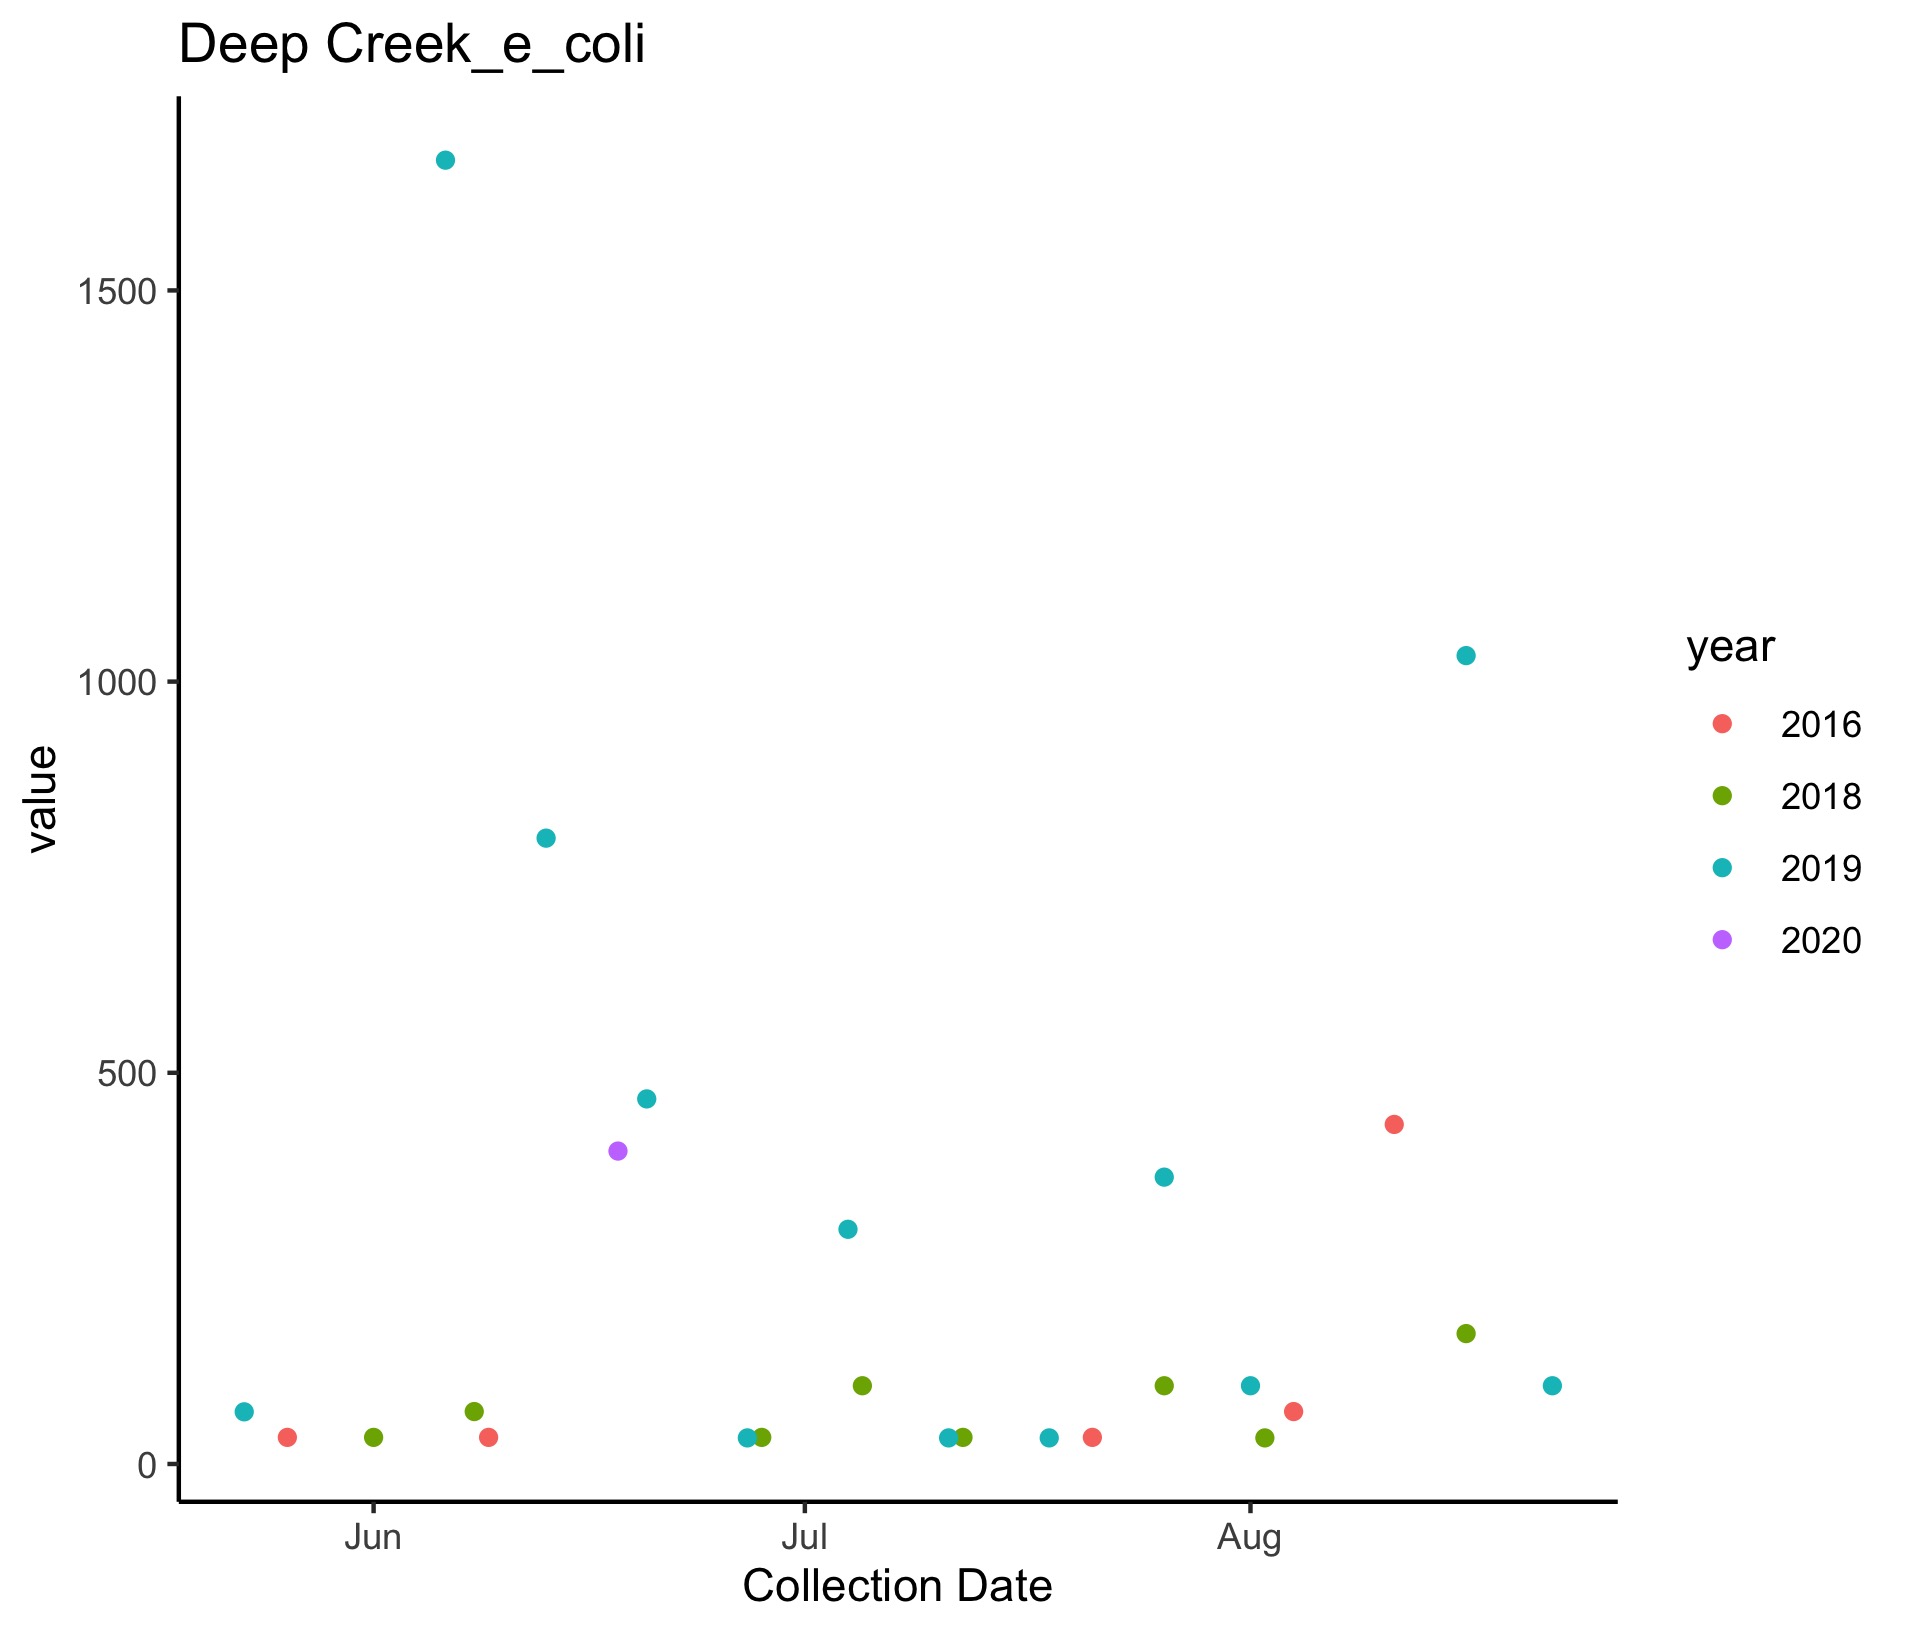 Deep Creek_e_coli
1500
1000
500
0
value
Jun
Jul
Aug
Collection Date
year
2016
2018
2019
2020